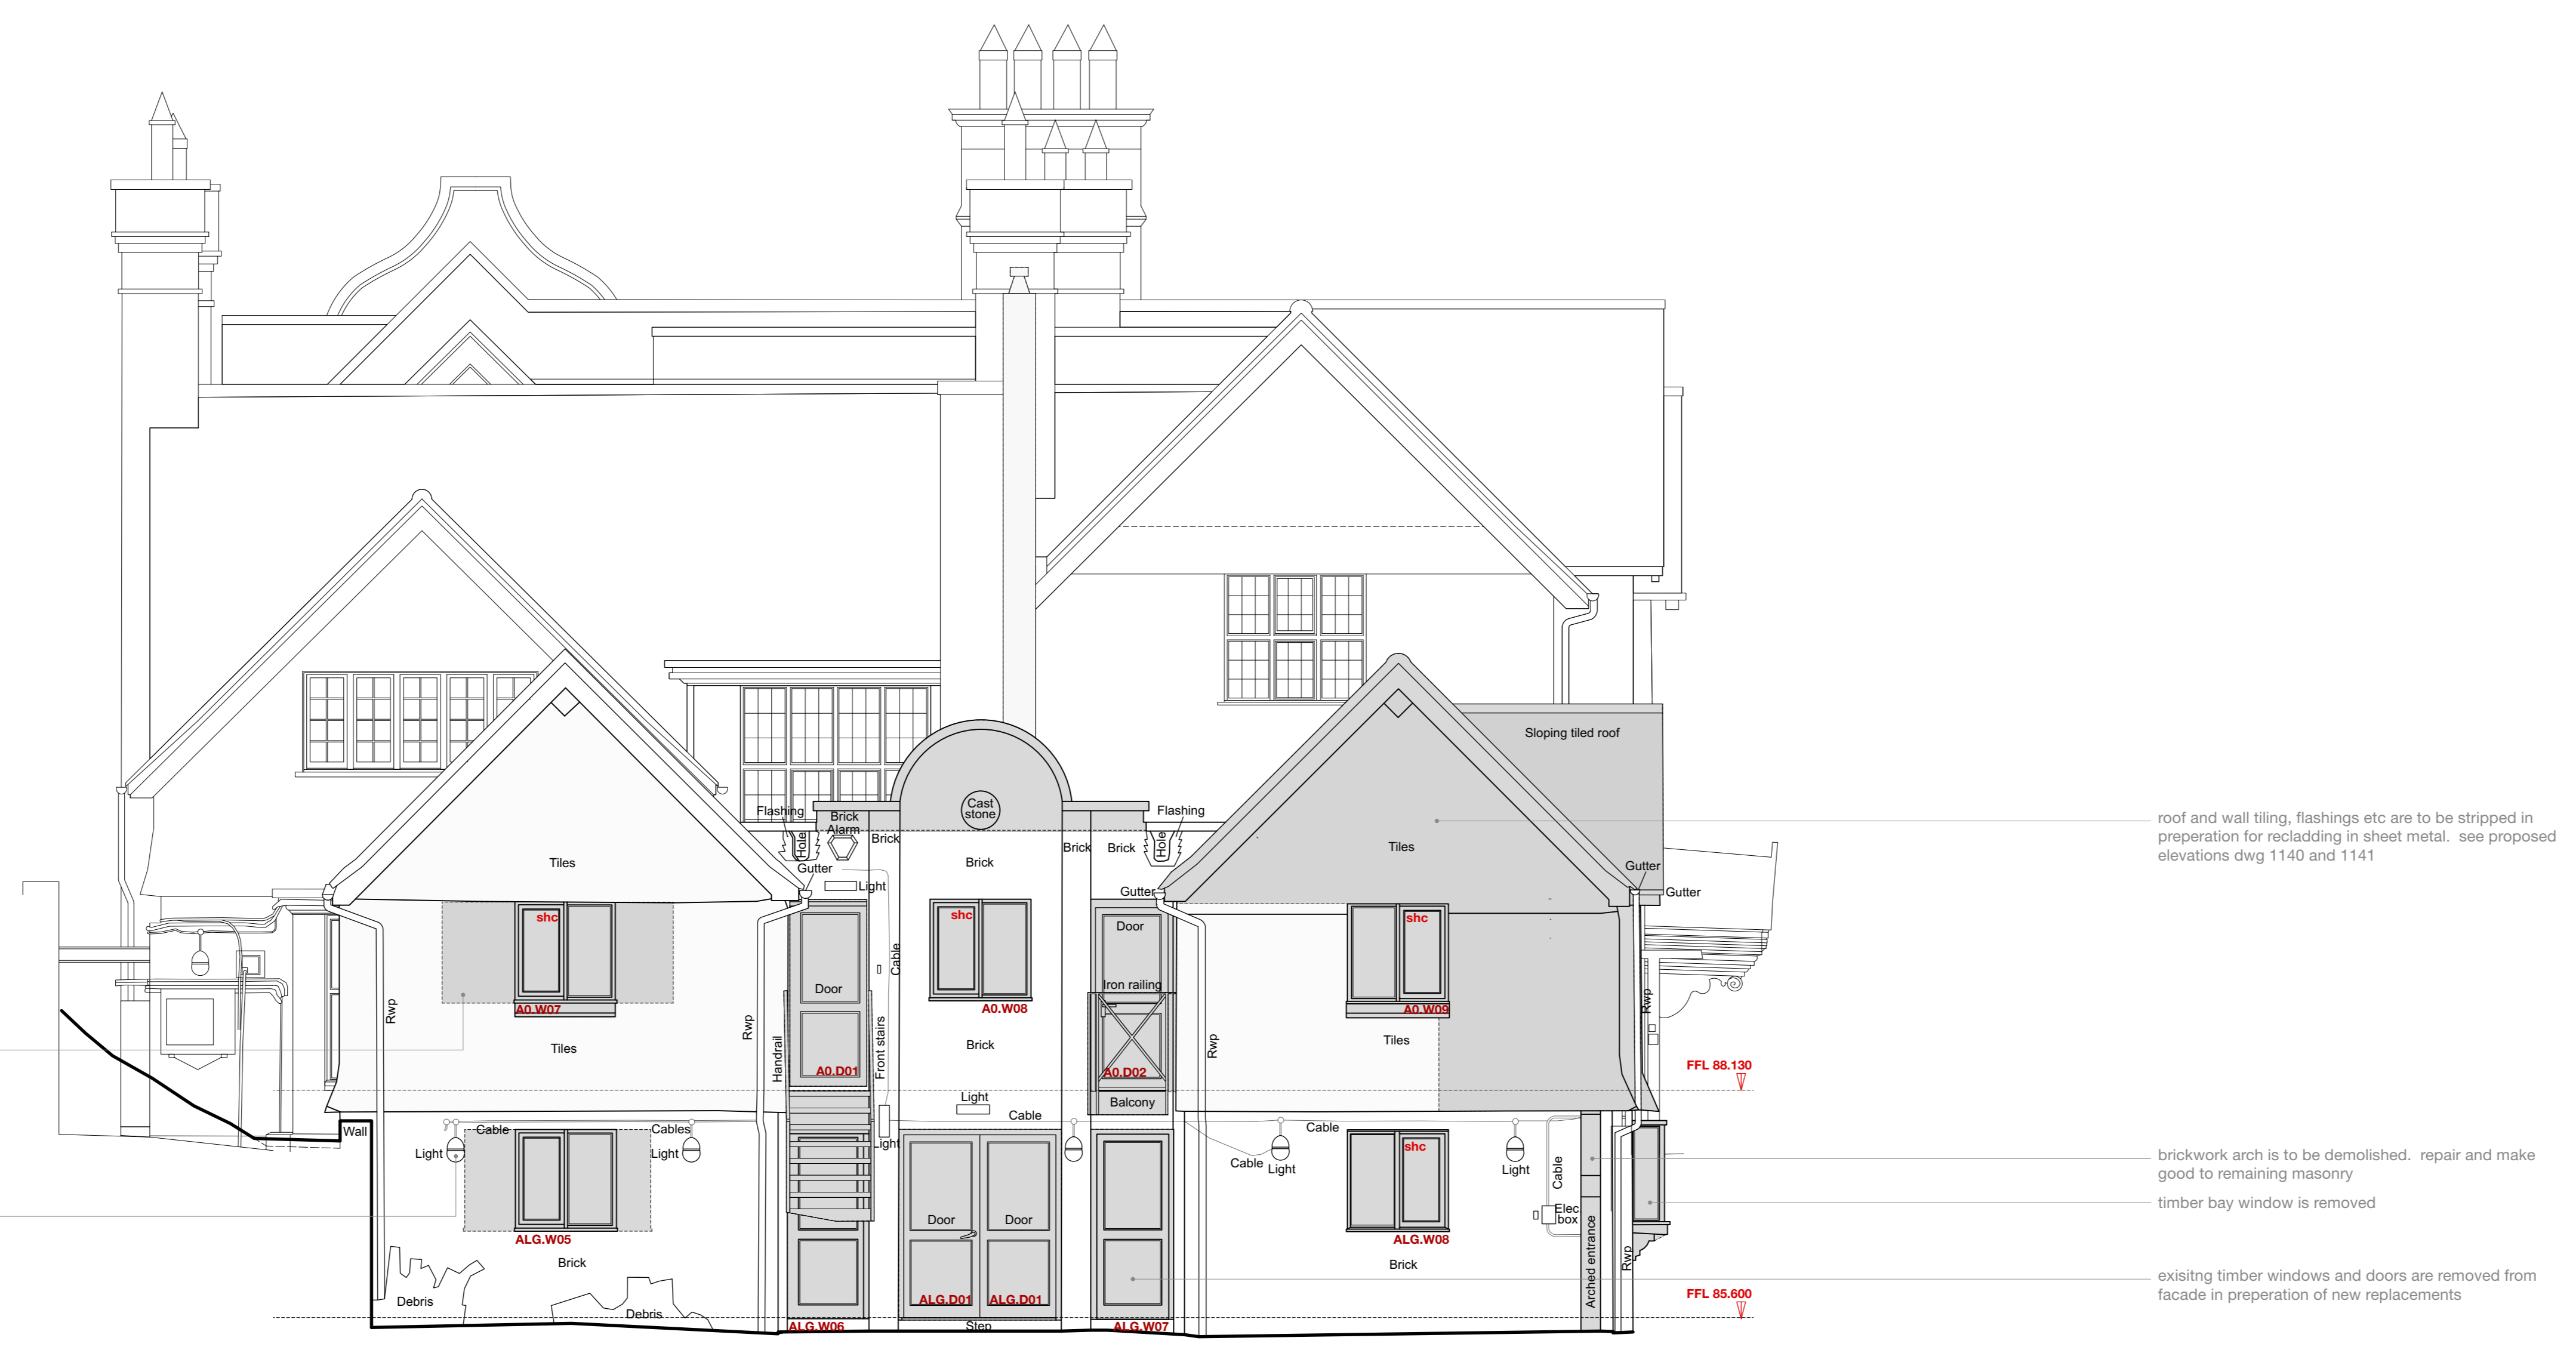 Sloping tiled roof
Cast
stone
Flashing
Brick
Alarm
Brick
Hole
Flashing
Hole
Brick
Brick
Brick
Tiles
Tiles
Gutter
Light
Gutter
Gutter
Gutter
roof and wall tiling, flashings etc are to be stripped in
preperation for recladding in sheet metal. see proposed
elevations dwg 1140 and 1141
shc
shc
shc
Door
Iron railing
Door
Cable
A0.W07
A0.W08
A0.W09
Rwp
Rwp
Rwp
Rwp
Handrail
Front stairs
Tiles
Brick
Tiles
A0.D01
A0.D02
FFL 88.130
Light
Balcony
Cable
Wall
Cable
Cables
Light
Light
Light
Cable
Cable
Light
Light
Cable
shc
brickwork arch is to be demolished. repair and make
good to remaining masonry
timber bay window is removed
Elec.
box
Door
Door
ALG.W05
ALG.W08
Brick
Brick
Arched entrance
Rwp
exisitng timber windows and doors are removed from
facade in preperation of new replacements
Debris
Debris
ALG.D01
ALG.D01
FFL 85.600
ALG.W06
Step
ALG.W07